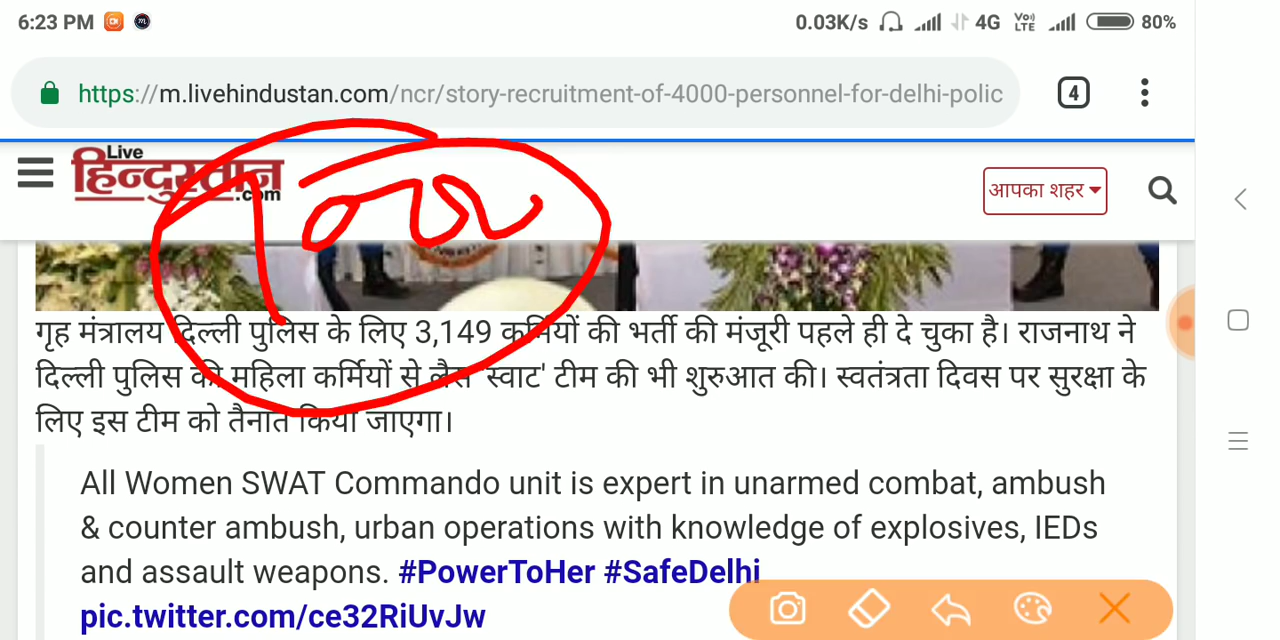 6:23 PM 0.03K/s 4G Vo) LTE 80%
https://m.livehindustan.com/ncr/story-recruitment-of-4000-personnel-for-delhi-polic 4
Live
हिन्दुस्तान
.com
आपका शहर
गृह मंत्रालय दिल्ली पुलिस के लिए 3,149 कर्मियों की भर्ती की मंजूरी पहले ही दे चुका है। राजनाथ ने
दिल्ली पुलिस की महिला कर्मियों से लैस 'स्वाट' टीम की भी शुरुआत की। स्वतंत्रता दिवस पर सुरक्षा के
लिए इस टीम को तैनात किया जाएगा।
All Women SWAT Commando unit is expert in unarmed combat, ambush
& counter ambush, urban operations with knowledge of explosives, IEDs
and assault weapons. #PowerToHer #SafeDelhi
pic.twitter.com/ce32RiUvJw